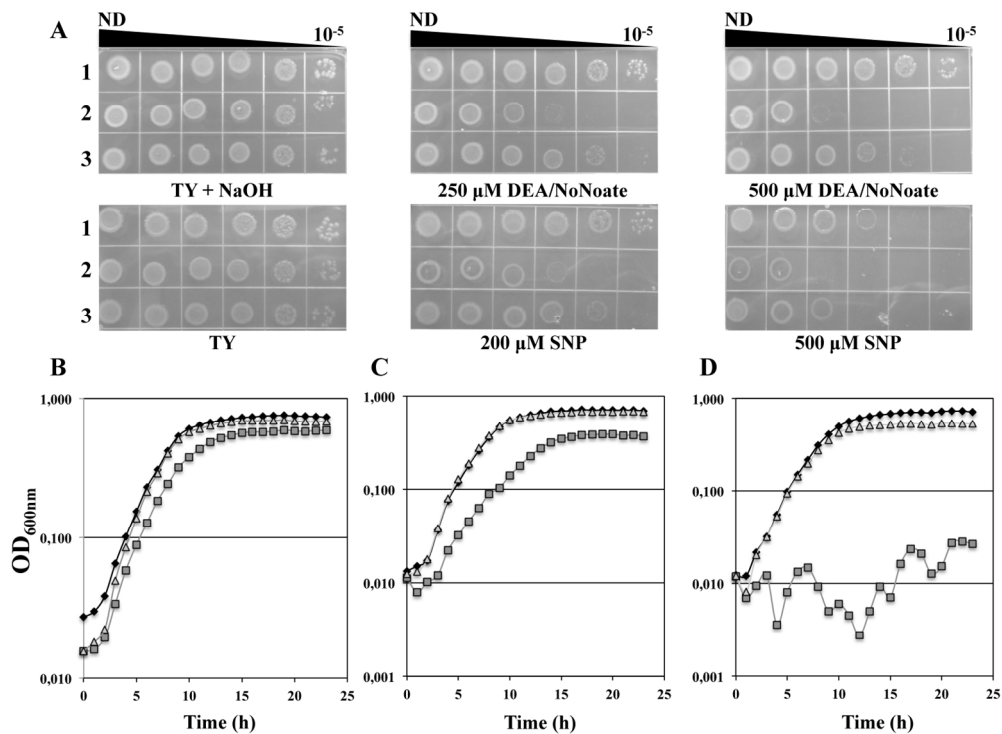 A
ND 10-5 ND 10-5 ND 10-5
1
2
3
TY + NaOH 250 µM DEA/NoNoate 500 µM DEA/NoNoate
1
2
3
TY 200 µM SNP 500 µM SNP
B C D
1,000 1,000 1,000
0,100 0,100 0,100
0,010 0,010 0,010
0,001 0,001
OD600nm
0 5 10 15 20 25 0 5 10 15 20 25 0 5 10 15 20 25
Time (h) Time (h) Time (h)